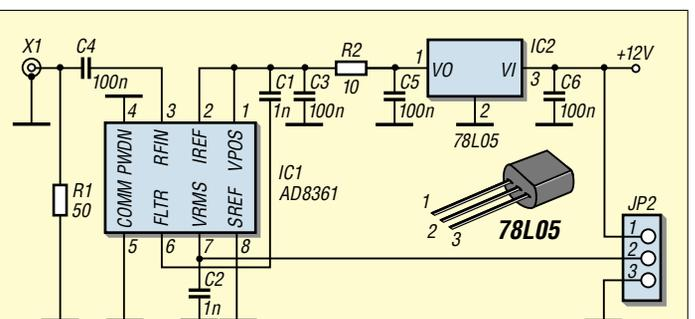 X1
C4
100n
R1
50
4
3
2
1
PWDN
RFIN
IREF
VPOS
COMM
FLTR
VRMS
SREF
5
6
7
8
IC1
AD8361
C1
1n
C3
100n
R2
10
C5
100n
1
VO
VI
3
2
IC2
78L05
C6
100n
+12V
1
2
3
78L05
JP2
1
2
3
C2
1n